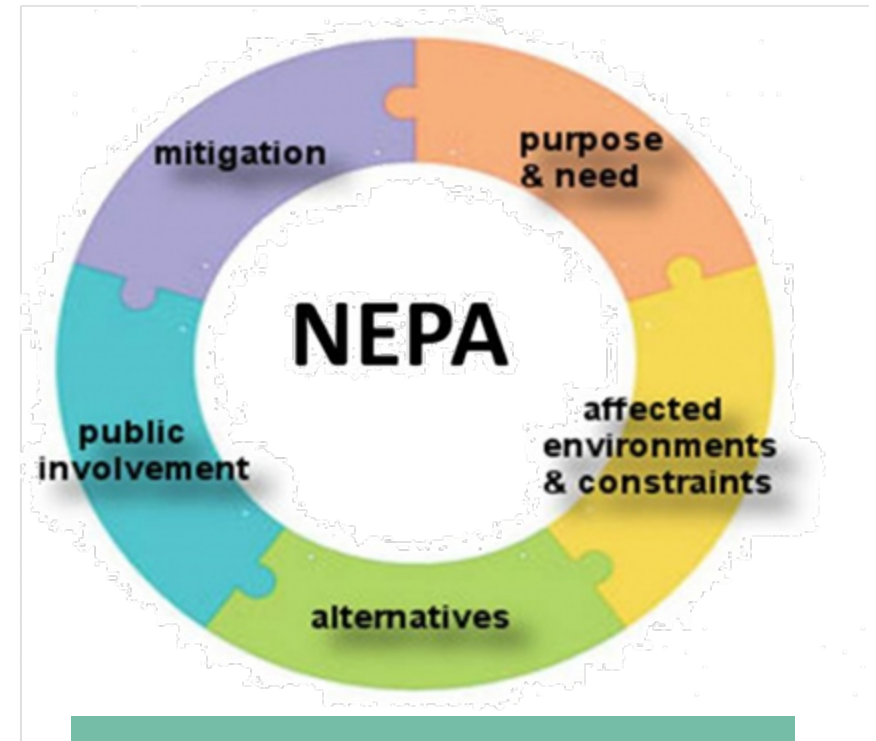 mitigation
purpose
& need
NEPA
affected
environments
& constraints
public
involvement
alternatives